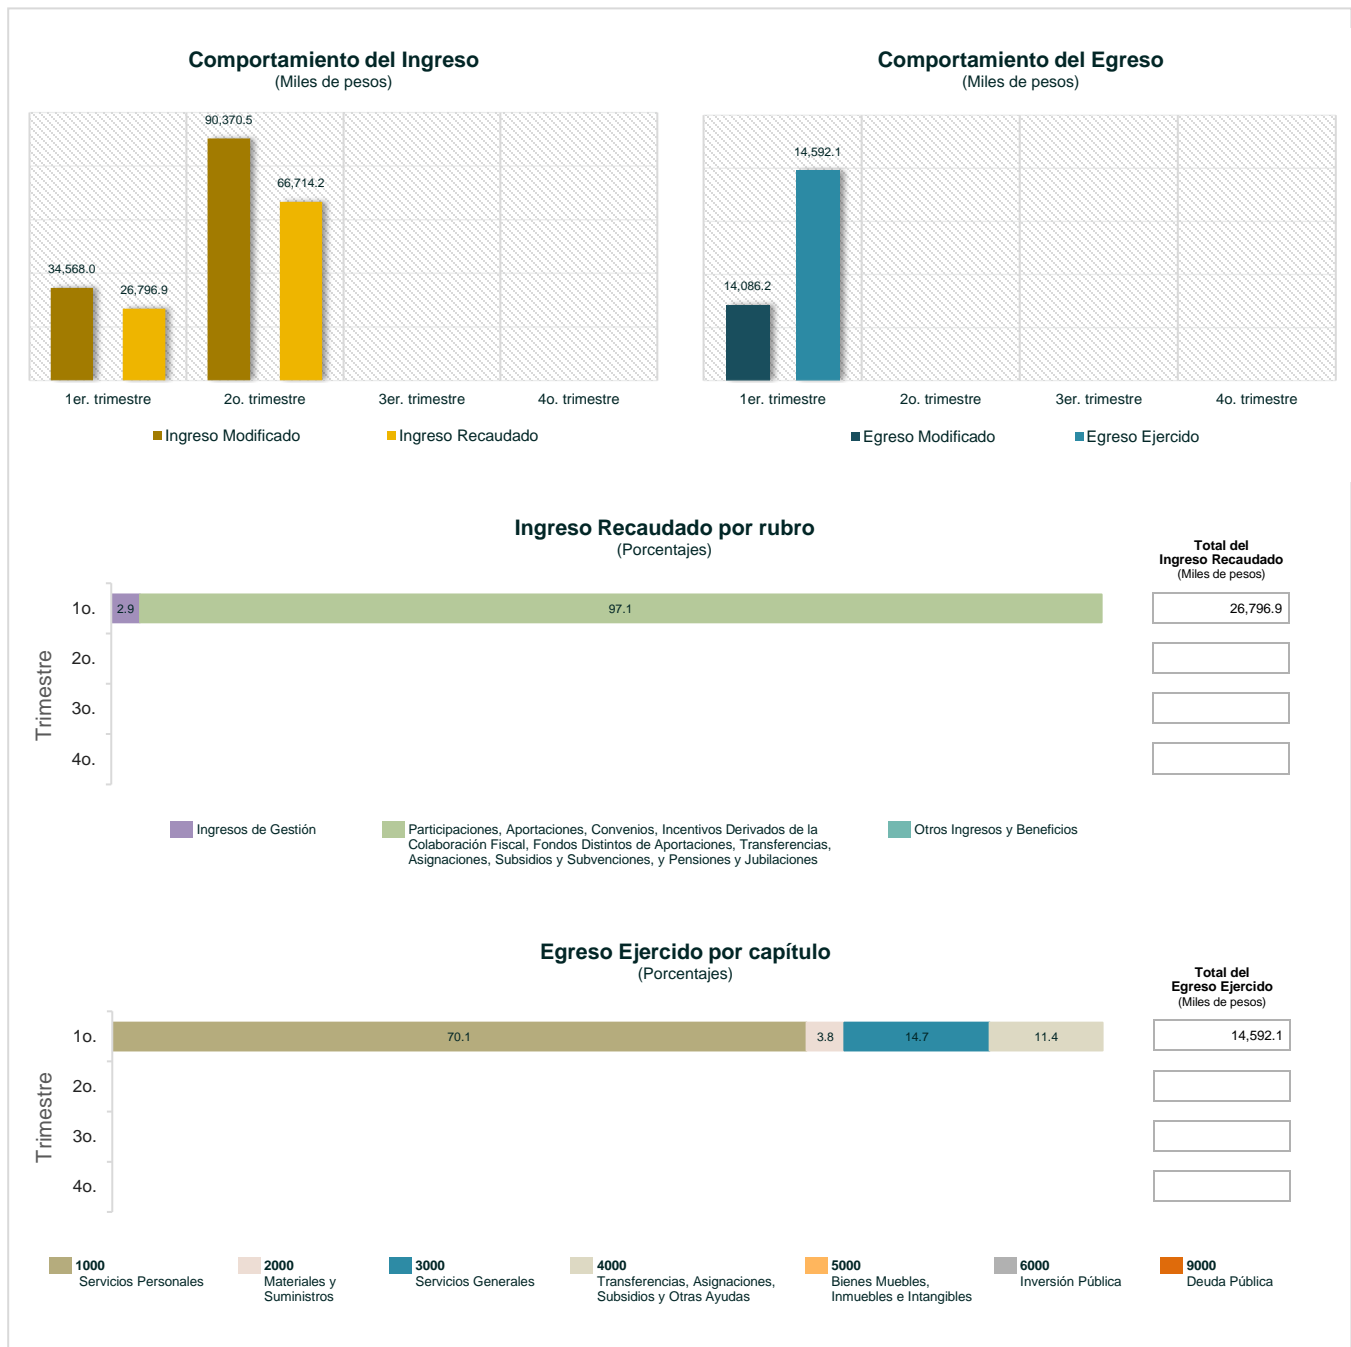 Comportamiento del Ingreso
(Miles de pesos)
90,370.5
66,714.2
34,568.0
26,796.9
1er. trimestre
2o. trimestre
3er. trimestre
4o. trimestre
Ingreso Modificado
Ingreso Recaudado
Comportamiento del Egreso
(Miles de pesos)
14,592.1
14,086.2
1er. trimestre
2o. trimestre
3er. trimestre
4o. trimestre
Egreso Modificado
Egreso Ejercido
Ingreso Recaudado por rubro
(Porcentajes)
Total del
Ingreso Recaudado
(Miles de pesos)
Trimestre
1o.
2.9
97.1
26,796.9
2o.
3o.
4o.
Ingresos de Gestión
Participaciones, Aportaciones, Convenios, Incentivos Derivados de la
Colaboración Fiscal, Fondos Distintos de Aportaciones, Transferencias,
Asignaciones, Subsidios y Subvenciones, y Pensiones y Jubilaciones
Otros Ingresos y Beneficios
Egreso Ejercido por capítulo
(Porcentajes)
Total del
Egreso Ejercido
(Miles de pesos)
Trimestre
1o.
70.1
3.8
14.7
11.4
14,592.1
2o.
3o.
4o.
1000
Servicios Personales
2000
Materiales y
Suministros
3000
Servicios Generales
4000
Transferencias, Asignaciones,
Subsidios y Otras Ayudas
5000
Bienes Muebles,
Inmuebles e Intangibles
6000
Inversión Pública
9000
Deuda Pública